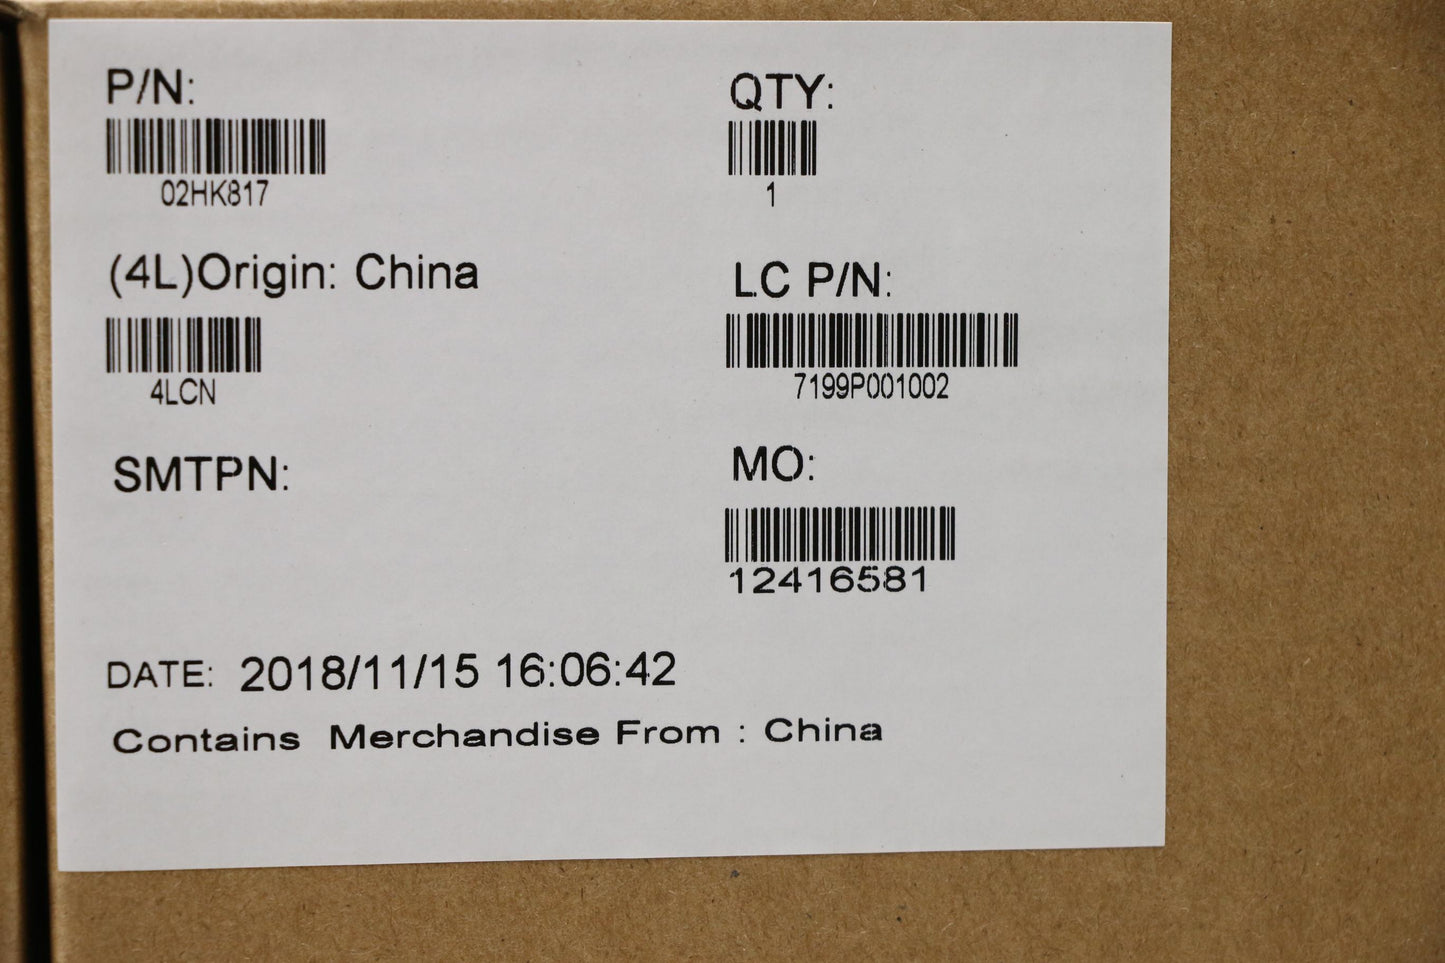 P/N:
02HK817
QTY:
1
(4L)Origin: China
4LCN
LC P/N:
7199P001002
SMTPN:
MO:
12416581
DATE: 2018/11/15 16:06:42
Contains Merchandise From : China